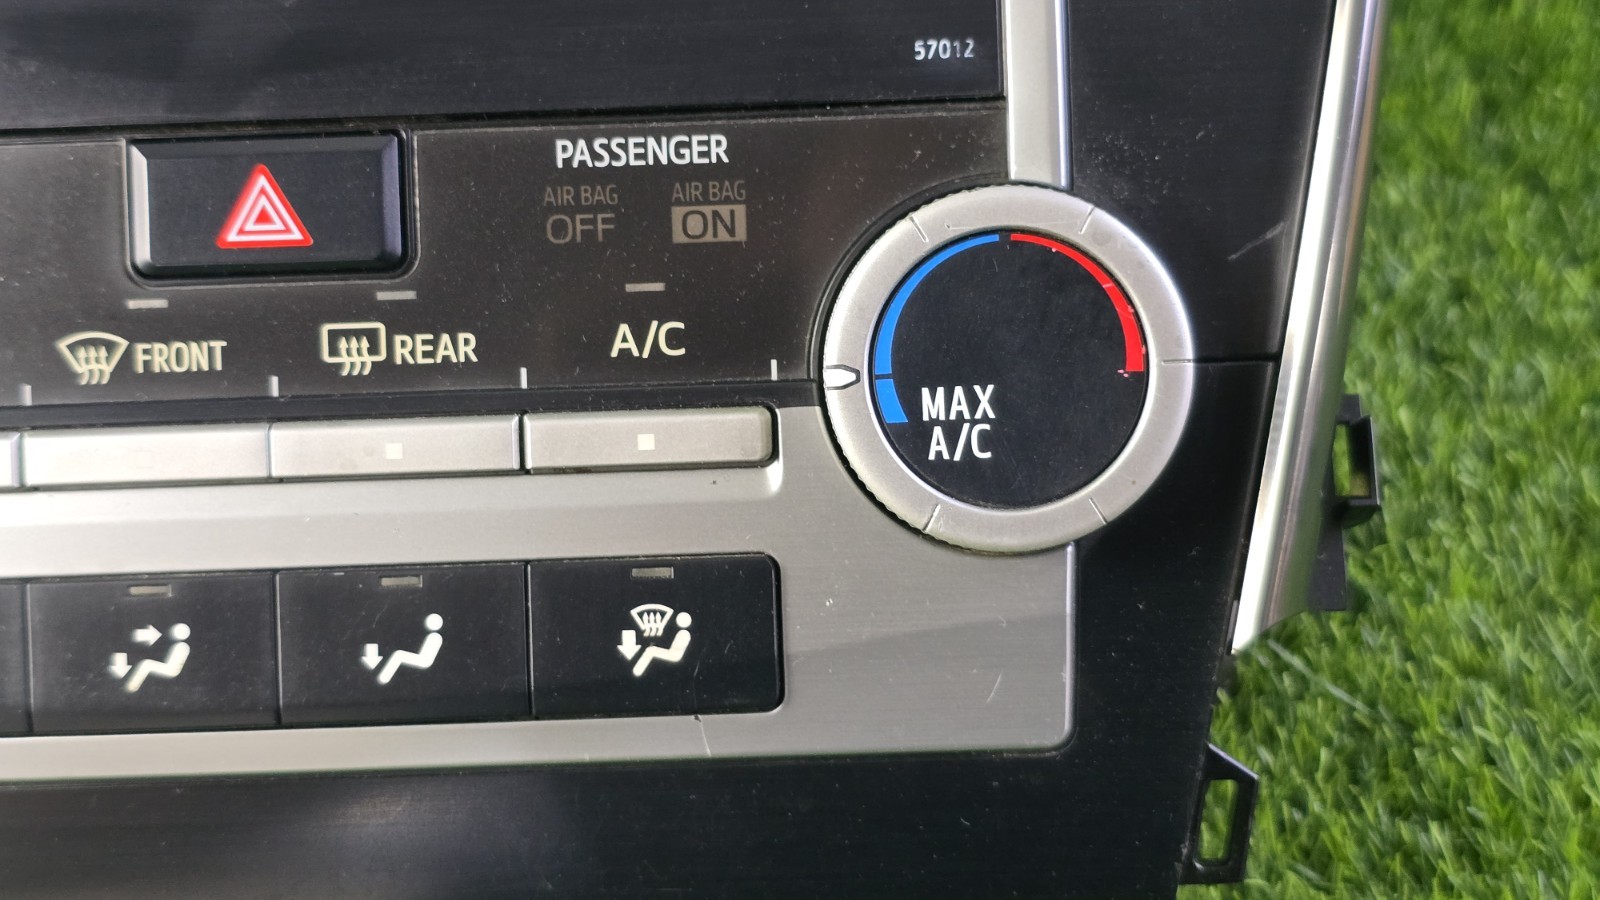 57012
PASSENGER
AIR BAG AIR BAG
OFF ON
FRONT REAR A/C
MAX
A/C